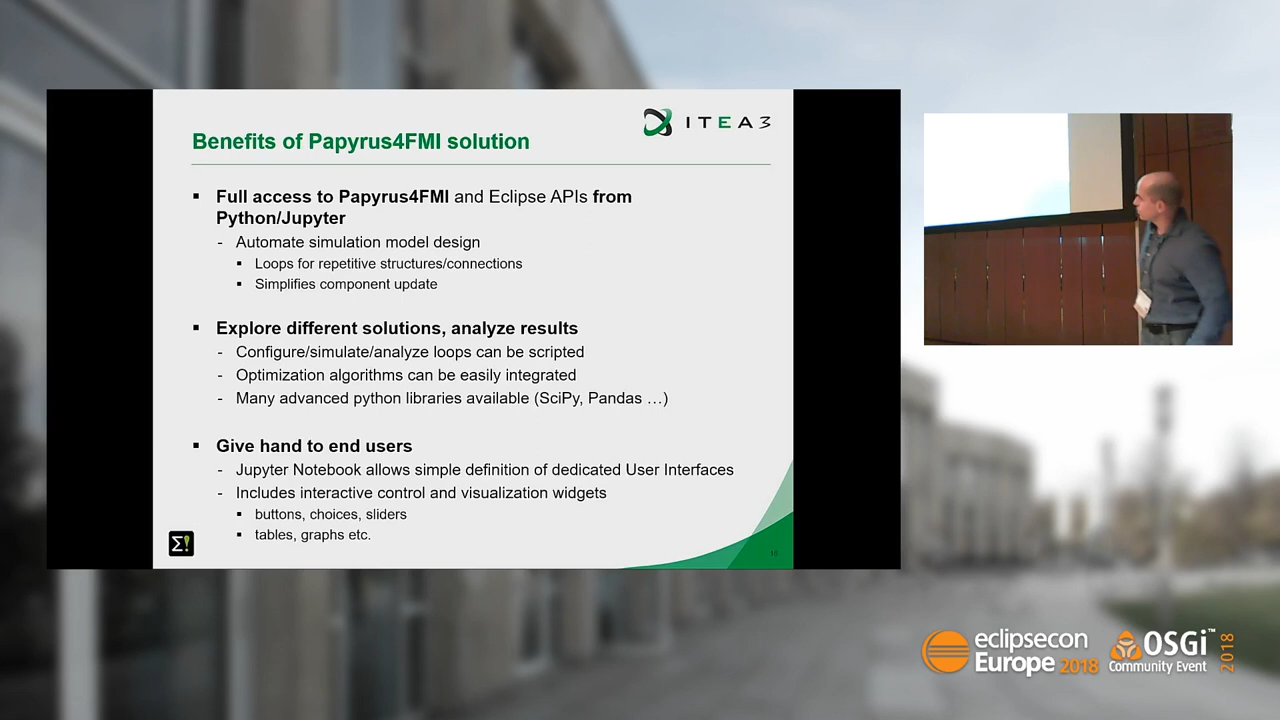 ITEA3
Benefits of Papyrus4FMI solution
▪ Full access to Papyrus4FMI and Eclipse APIs from
Python/Jupyter
- Automate simulation model design
▪ Loops for repetitive structures/connections
▪ Simplifies component update
▪ Explore different solutions, analyze results
- Configure/simulate/analyze loops can be scripted
- Optimization algorithms can be easily integrated
- Many advanced python libraries available (SciPy, Pandas …)
▪ Give hand to end users
- Jupyter Notebook allows simple definition of dedicated User Interfaces
- Includes interactive control and visualization widgets
▪ buttons, choices, sliders
▪ tables, graphs etc.
Σ!
eclipsecon
Europe 2018
OSGi™
Community Event
2018